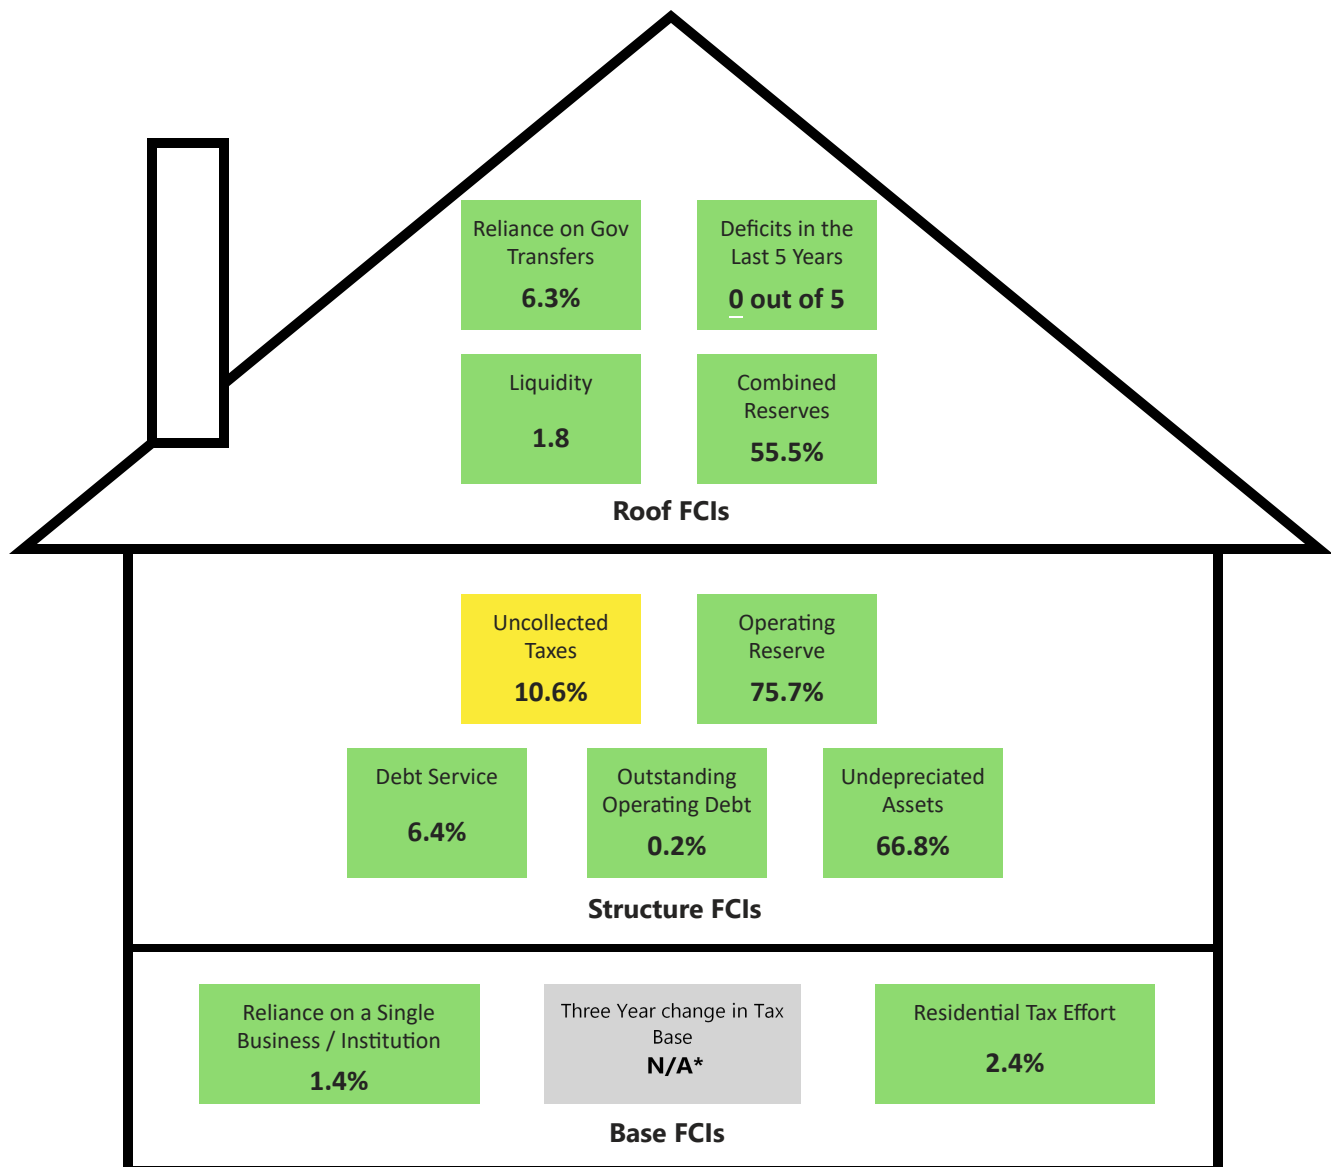 Reliance on Gov
Transfers
6.3%
Deficits in the
Last 5 Years
0 out of 5
Liquidity
1.8
Combined
Reserves
55.5%
Roof FCIs
Uncollected
Taxes
10.6%
Operating
Reserve
75.7%
Debt Service
6.4%
Outstanding
Operating Debt
0.2%
Undepreciated
Assets
66.8%
Structure FCIs
Reliance on a Single
Business / Institution
1.4%
Three Year change in Tax
Base
N/A*
Residential Tax Effort
2.4%
Base FCIs